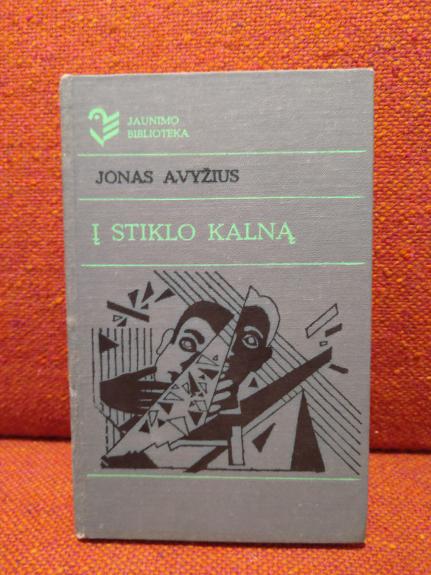 JAUNIMO
BIBLIOTEKA
JONAS AVYŽIUS
Į STIKLO KALNĄ